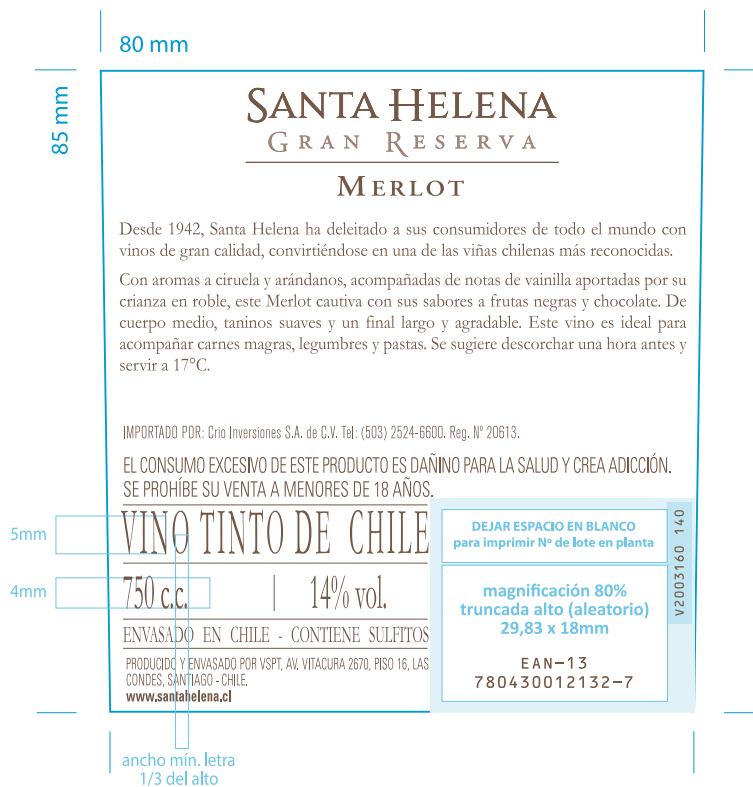 80 mm
85 mm
SANTA HELENA
GRAN RESERVA
MERLOT
Desde 1942, Santa Helena ha deleitado a sus consumidores de todo el mundo con
vinos de gran calidad, convirtiéndose en una de las viñas chilenas más reconocidas.
Con aromas a ciruela y arándanos, acompañadas de notas de vainilla aportadas por su
crianza en roble, este Merlot cautiva con sus sabores a frutas negras y chocolate. De
cuerpo medio, taninos suaves y un final largo y agradable. Este vino es ideal para
acompañar carnes magras, legumbres y pastas. Se sugiere descorchar una hora antes y
servir a 17°C.
IMPORTADO POR: Crio Inversiones S.A. de C.V. Tel: (503) 2524-6600. Reg. Nº 20613.
EL CONSUMO EXCESIVO DE ESTE PRODUCTO ES DAÑINO PARA LA SALUD Y CREA ADICCIÓN.
SE PROHÍBE SU VENTA A MENORES DE 18 AÑOS.
5mm
VINO TINTO DE CHILE
4mm
750 c.c. | 14% vol.
ENVASADO EN CHILE - CONTIENE SULFITOS
PRODUCIDO Y ENVASADO POR VSPT, AV. VITACURA 2670, PISO 16, LAS
CONDES, SANTIAGO - CHILE.
www.santahelena.cl
DEJAR ESPACIO EN BLANCO
para imprimir Nº de lote en planta
V2003160 140
magnificación 80%
truncada alto (aleatorio)
29,83 x 18mm
EAN-13
780430012132-7
ancho mín. letra
1/3 del alto